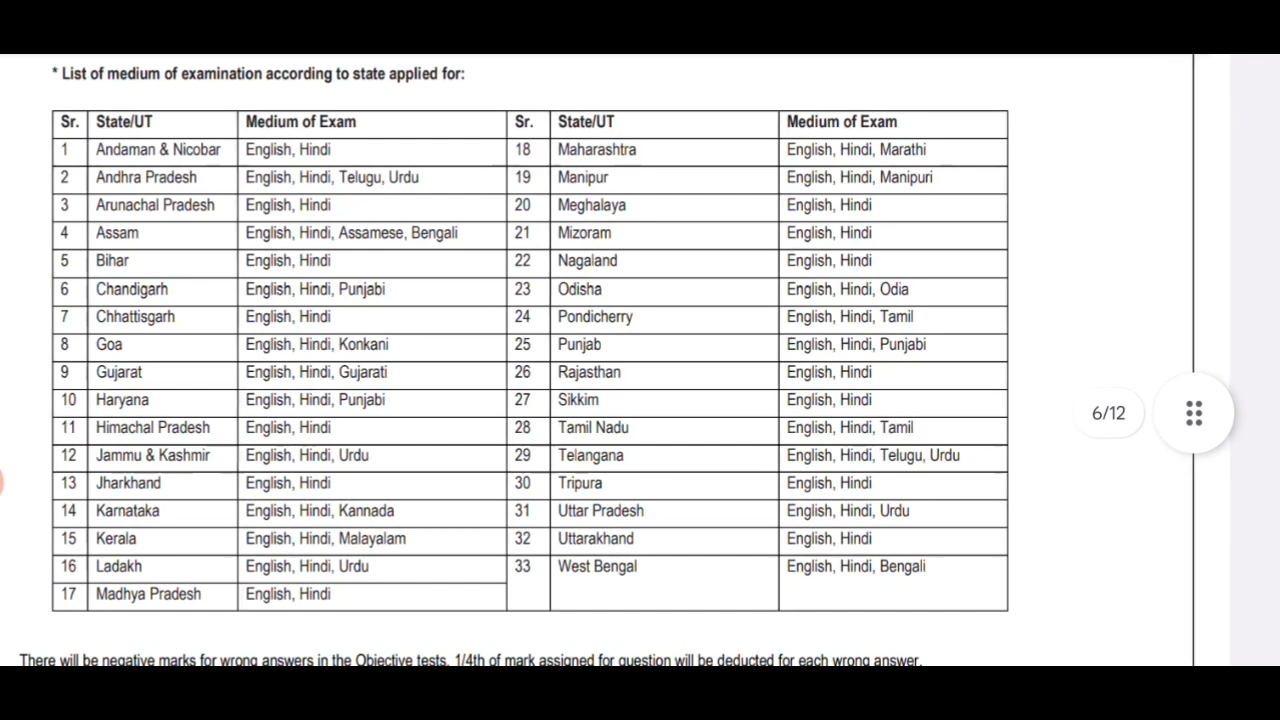 * List of medium of examination according to state applied for:
Sr. State/UT Medium of Exam Sr. State/UT Medium of Exam
1 Andaman & Nicobar English, Hindi 18 Maharashtra English, Hindi, Marathi
2 Andhra Pradesh English, Hindi, Telugu, Urdu 19 Manipur English, Hindi, Manipuri
3 Arunachal Pradesh English, Hindi 20 Meghalaya English, Hindi
4 Assam English, Hindi, Assamese, Bengali 21 Mizoram English, Hindi
5 Bihar English, Hindi 22 Nagaland English, Hindi
6 Chandigarh English, Hindi, Punjabi 23 Odisha English, Hindi, Odia
7 Chhattisgarh English, Hindi 24 Pondicherry English, Hindi, Tamil
8 Goa English, Hindi, Konkani 25 Punjab English, Hindi, Punjabi
9 Gujarat English, Hindi, Gujarati 26 Rajasthan English, Hindi
10 Haryana English, Hindi, Punjabi 27 Sikkim English, Hindi
11 Himachal Pradesh English, Hindi 28 Tamil Nadu English, Hindi, Tamil
12 Jammu & Kashmir English, Hindi, Urdu 29 Telangana English, Hindi, Telugu, Urdu
13 Jharkhand English, Hindi 30 Tripura English, Hindi
14 Karnataka English, Hindi, Kannada 31 Uttar Pradesh English, Hindi, Urdu
15 Kerala English, Hindi, Malayalam 32 Uttarakhand English, Hindi
16 Ladakh English, Hindi, Urdu 33 West Bengal English, Hindi, Bengali
17 Madhya Pradesh English, Hindi
6/12
There will be negative marks for wrong answers in the Objective tests. 1/4th of mark assigned for question will be deducted for each wrong answer.